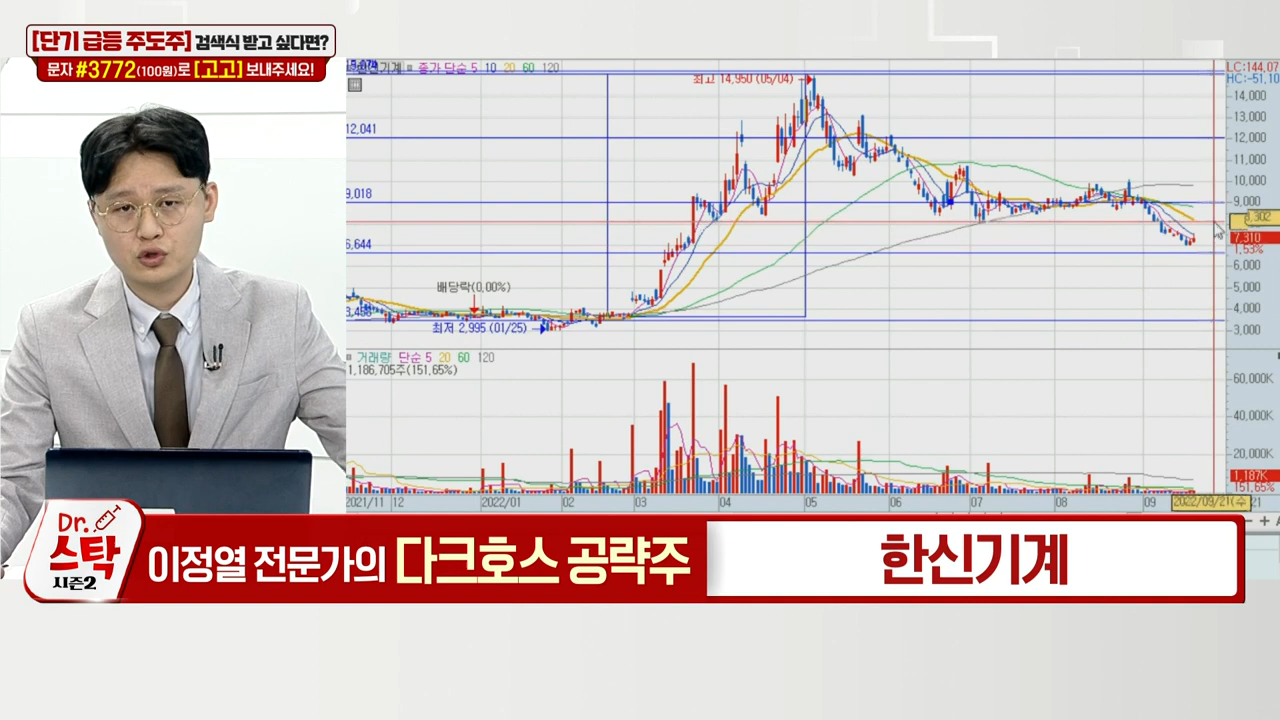 [단기 급등 주도주] 검색식 받고 싶다면?
문자 #3772(100원)로 [고고] 보내주세요!
한신기계 종가 단순 5 10 20 60 120
LC:144,07
HC:-51,10
최고 14,950 (05/04)
14,000
13,000
12,041
12,000
11,000
10,000
9,018
9,000
7,310
1,53%
6,644
6,000
배당락(0,00%)
5,000
4,000
최저 2,995 (01/25)
3,000
거래량 단순 5 20 60 120
1,186,705주(151,65%)
60,000K
40,000K
20,000K
1,187K
151,65%
2021/11 12 2022/01 02 03 04 05 06 07 08 09 2022/09/21(수)
Dr.
스탁
시즌2
이정열 전문가의 다크호스 공략주
한신기계